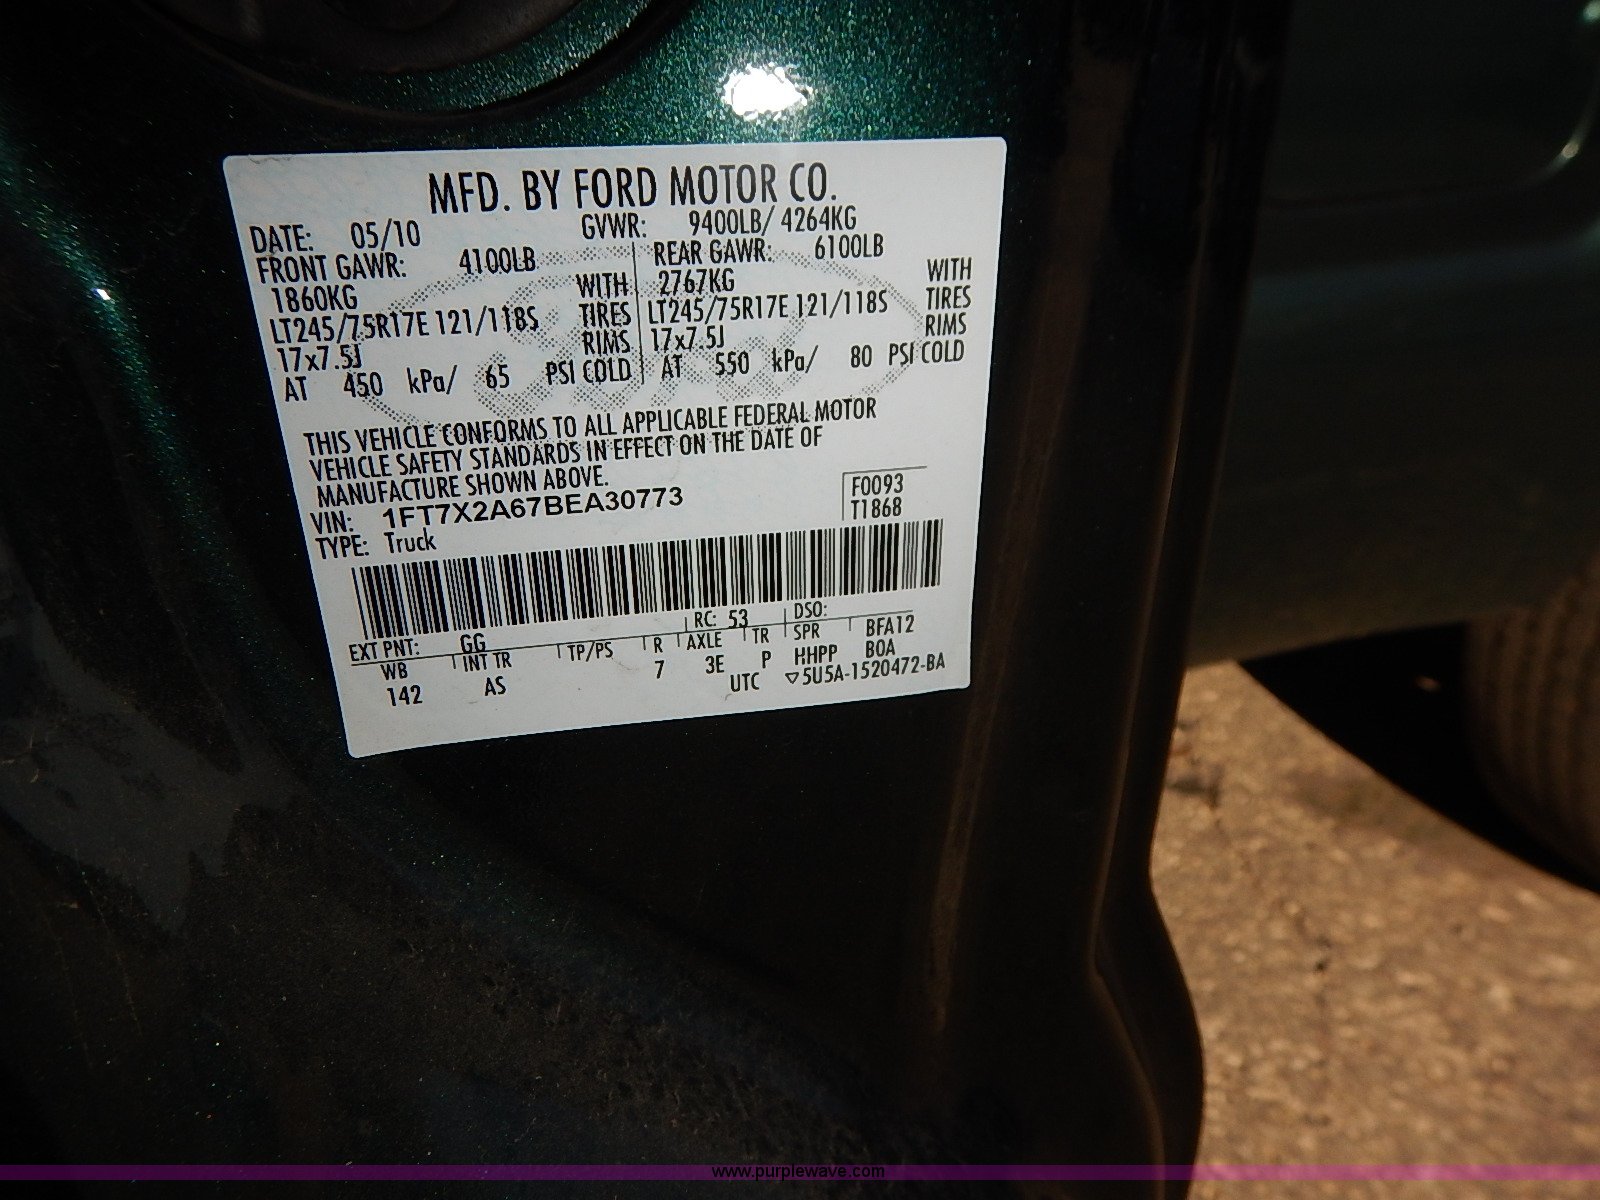 MFD. BY FORD MOTOR CO.
DATE: 05/10 GVWR: 9400LB/ 4264KG
FRONT GAWR: 4100LB REAR GAWR: 6100LB
1860KG WITH 2767KG WITH
LT245/75R17E 121/118S TIRES LT245/75R17E 121/118S TIRES
17x7.5J RIMS 17x7.5J RIMS
AT 450 kPa/ 65 PSI COLD AT 550 kPa/ 80 PSI COLD
THIS VEHICLE CONFORMS TO ALL APPLICABLE FEDERAL MOTOR
VEHICLE SAFETY STANDARDS IN EFFECT ON THE DATE OF
MANUFACTURE SHOWN ABOVE.
VIN: 1FT7X2A67BEA30773 F0093
TYPE: Truck T1868
EXT PNT: GG RC: 53 DSO:
WB INT TR TP/PS R AXLE TR SPR BFA12
142 AS 7 3E P HHPP BOA
UTC ▽5U5A-1520472-BA
www.purplewave.com